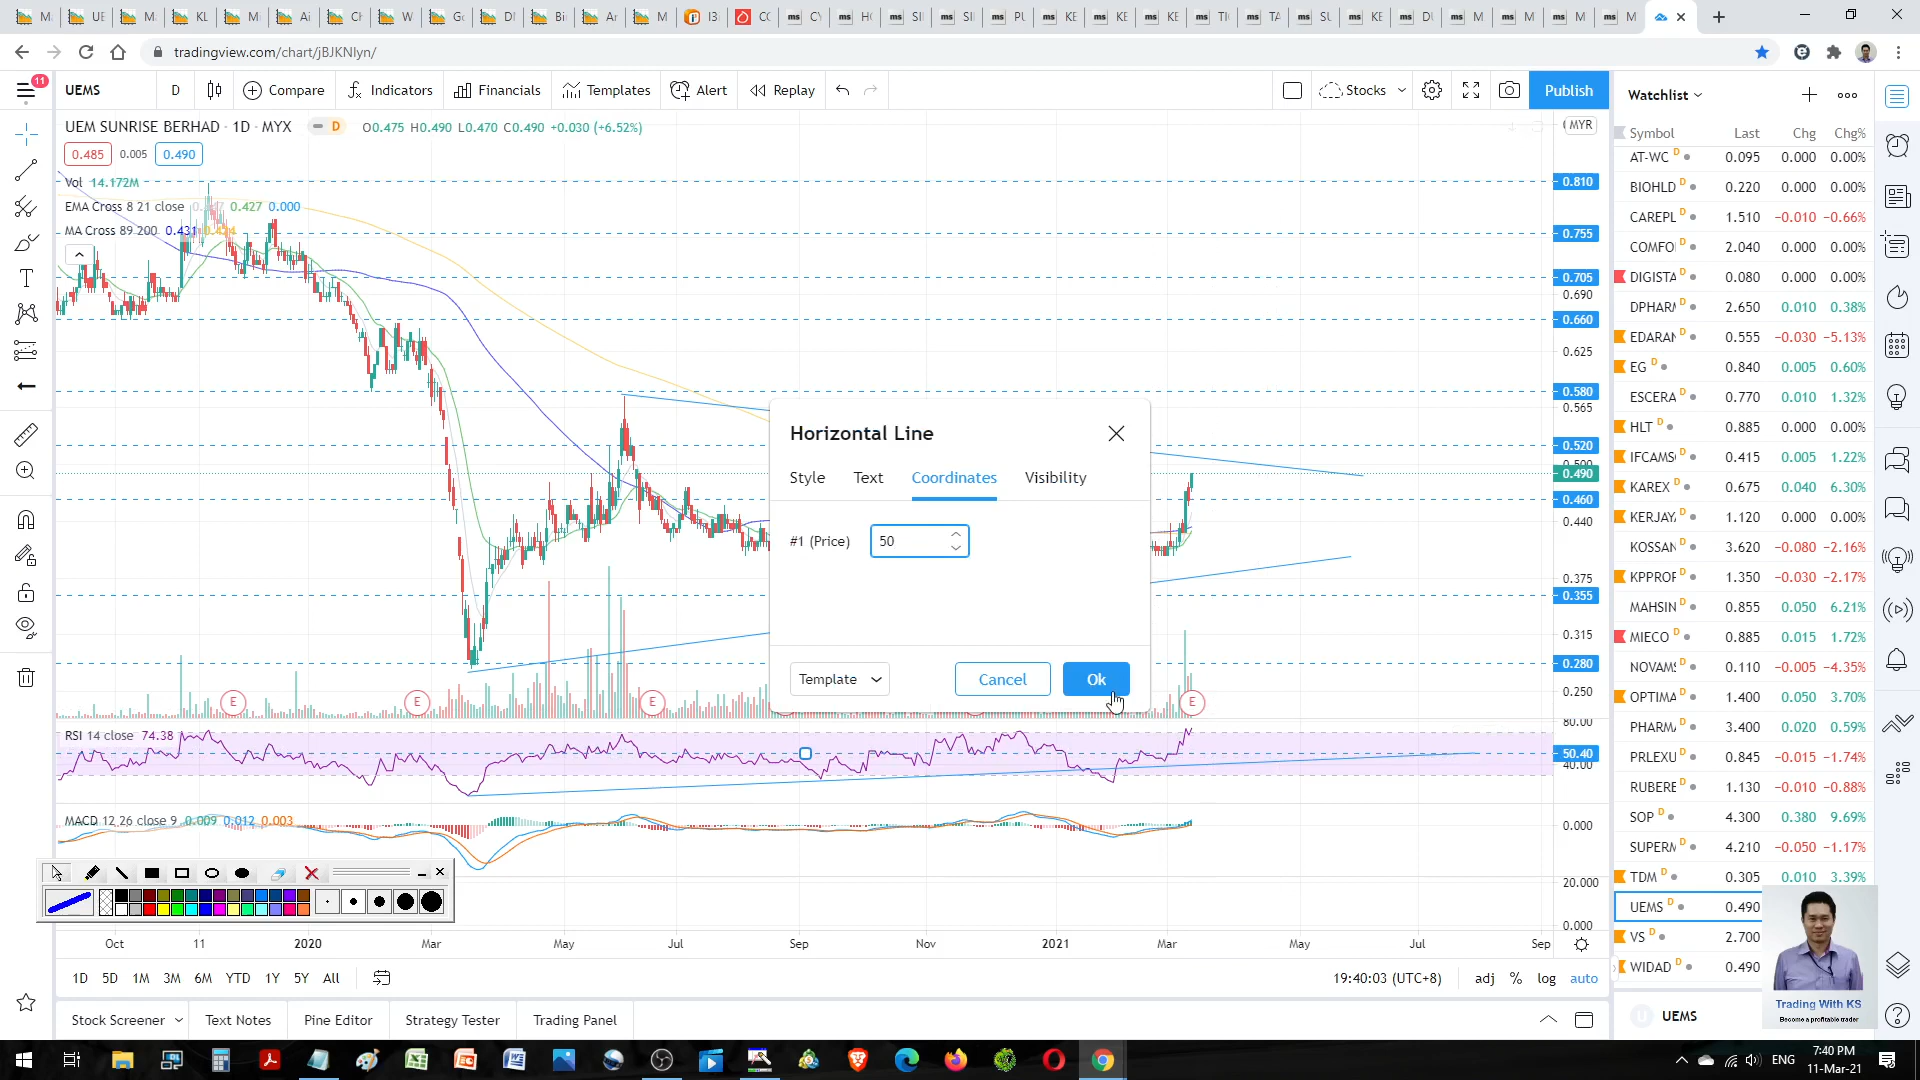 tradingview.com/chart/jBJKNlyn/
11
UEMS
D
Compare
Indicators
Financials
Templates
Alert
Replay
Stocks
Publish
UEM SUNRISE BERHAD · 1D · MYX
D
O0.475 H0.490 L0.470 C0.490 +0.030 (+6.52%)
0.485
0.005
0.490
Vol 14.172M
EMA Cross 8 21 close
0.427 0.000
MA Cross 89 200 0.431
MYR
0.810
0.755
0.705
0.690
0.660
0.625
0.580
0.565
0.520
0.490
0.460
0.440
0.375
0.355
0.315
0.280
0.250
80.00
50.40
40.00
0.000
20.000
0.000
Horizontal Line
Style
Text
Coordinates
Visibility
#1 (Price)
50
Template
Cancel
Ok
E
E
E
E
RSI 14 close 74.38
MACD 12 26 close 9 0.009 0.012 0.003
Oct
11
2020
Mar
May
Jul
Sep
Nov
2021
Mar
May
Jul
Sep
1D 5D 1M 3M 6M YTD 1Y 5Y All
19:40:03 (UTC+8)
adj
%
log
auto
Stock Screener
Text Notes
Pine Editor
Strategy Tester
Trading Panel
Watchlist
Symbol Last Chg Chg%
AT-WC D 0.095 0.000 0.00%
BIOHLD D 0.220 0.000 0.00%
CAREPL D 1.510 −0.010 −0.66%
COMFO D 2.040 0.000 0.00%
DIGISTA D 0.080 0.000 0.00%
DPHARM D 2.650 0.010 0.38%
EDARAN D 0.555 −0.030 −5.13%
EG D 0.840 0.005 0.60%
ESCERA D 0.770 0.010 1.32%
HLT D 0.885 0.000 0.00%
IFCAMS D 0.415 0.005 1.22%
KAREX D 0.675 0.040 6.30%
KERJAY D 1.120 0.000 0.00%
KOSSAN D 3.620 −0.080 −2.16%
KPPROP D 1.350 −0.030 −2.17%
MAHSIN D 0.855 0.050 6.21%
MIECO D 0.885 0.015 1.72%
NOVAMS D 0.110 −0.005 −4.35%
OPTIMA D 1.400 0.050 3.70%
PHARMA D 3.400 0.020 0.59%
PRLEXU D 0.845 −0.015 −1.74%
RUBERE D 1.130 −0.010 −0.88%
SOP D 4.300 0.380 9.69%
SUPERM D 4.210 −0.050 −1.17%
TDM D 0.305 0.010 3.39%
UEMS D 0.490
VS D 2.700
WIDAD D 0.490
UEMS
Trading With KS
Become a profitable trader
ENG
7:40 PM
11-Mar-21